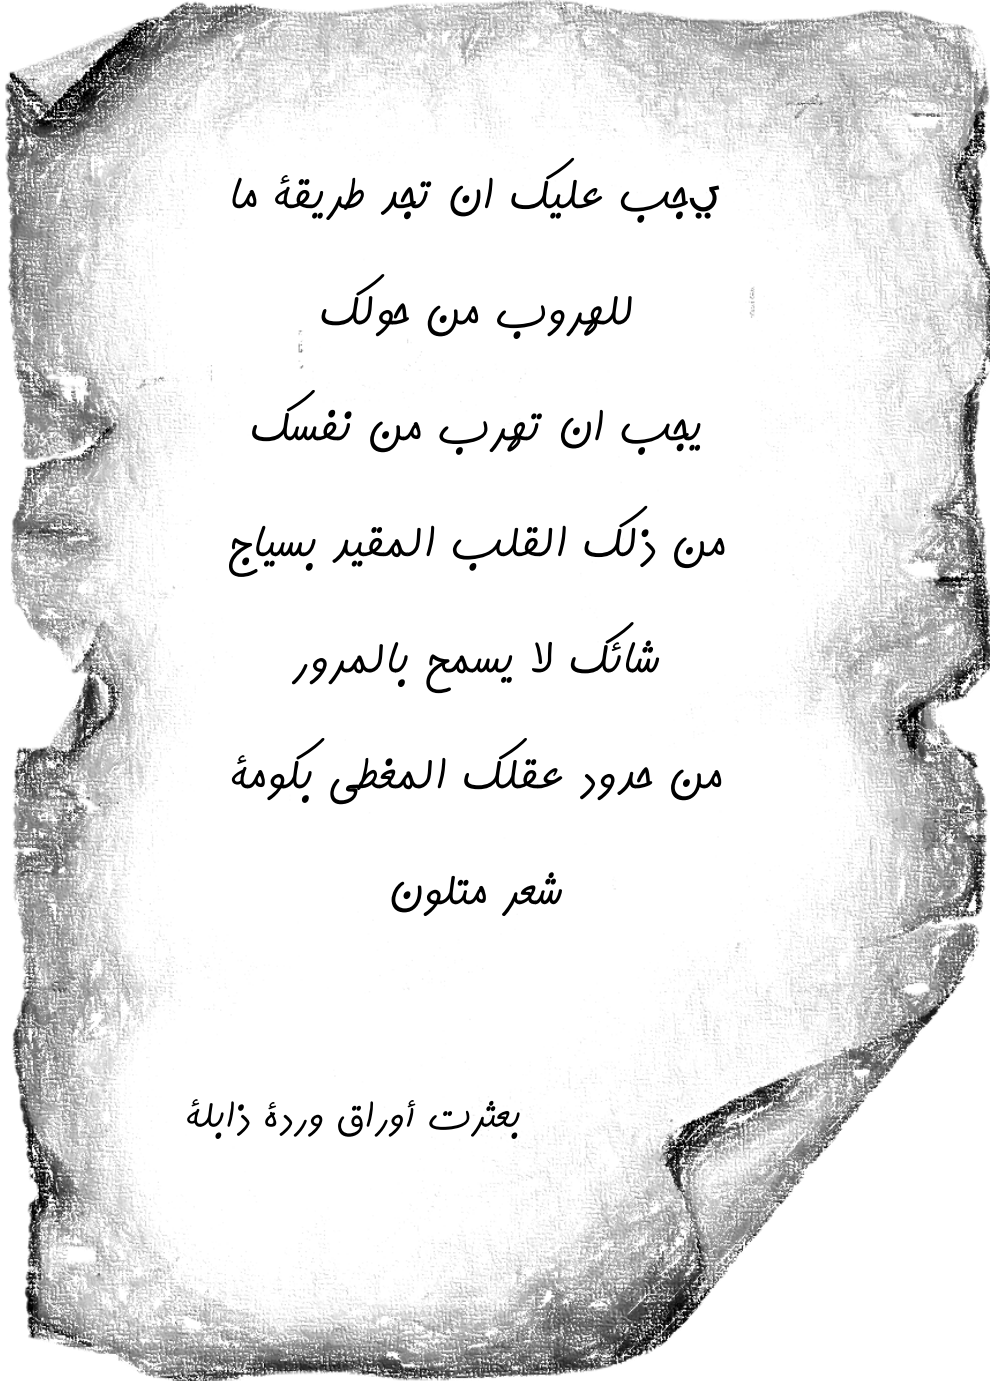 يجب عليك ان تجد طريقة ما
للهروب من حولك
يجب ان تهرب من نفسك
من ذلك القلب المقيد بسياج
شائك لا يسمح بالمرور
من حدود عقلك المغطى بكومة
شعر متلون
بعثرت أوراق وردة ذابلة